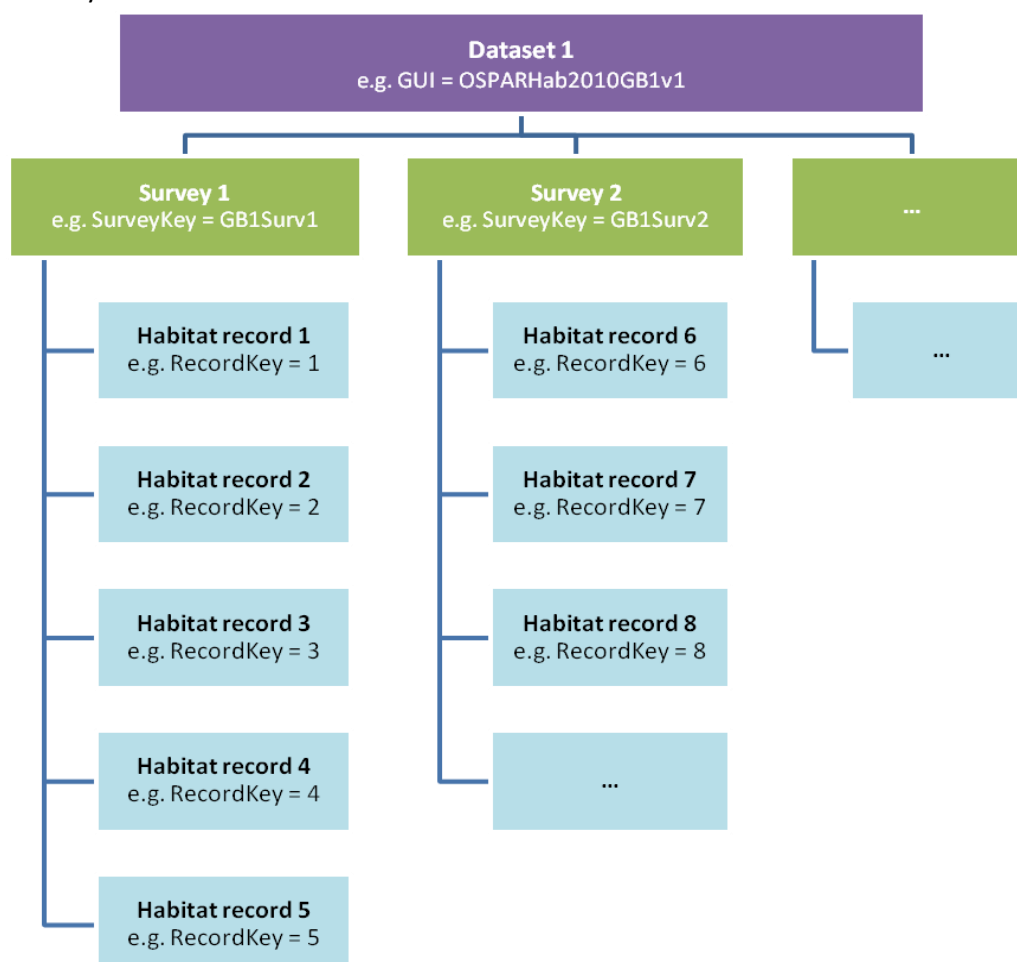 Dataset 1
e.g. GUI = OSPARHab2010GB1v1
Survey 1
e.g. SurveyKey = GB1Surv1
Survey 2
e.g. SurveyKey = GB1Surv2
...
Habitat record 1
e.g. RecordKey = 1
Habitat record 6
e.g. RecordKey = 6
...
Habitat record 2
e.g. RecordKey = 2
Habitat record 7
e.g. RecordKey = 7
Habitat record 3
e.g. RecordKey = 3
Habitat record 8
e.g. RecordKey = 8
Habitat record 4
e.g. RecordKey = 4
...
Habitat record 5
e.g. RecordKey = 5